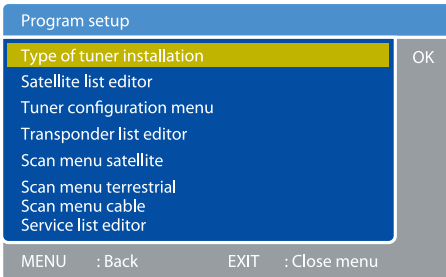 Program setup
Type of tuner installation OK
Satellite list editor
Tuner configuration menu
Transponder list editor
Scan menu satellite
Scan menu terrestrial
Scan menu cable
Service list editor
MENU : Back EXIT : Close menu